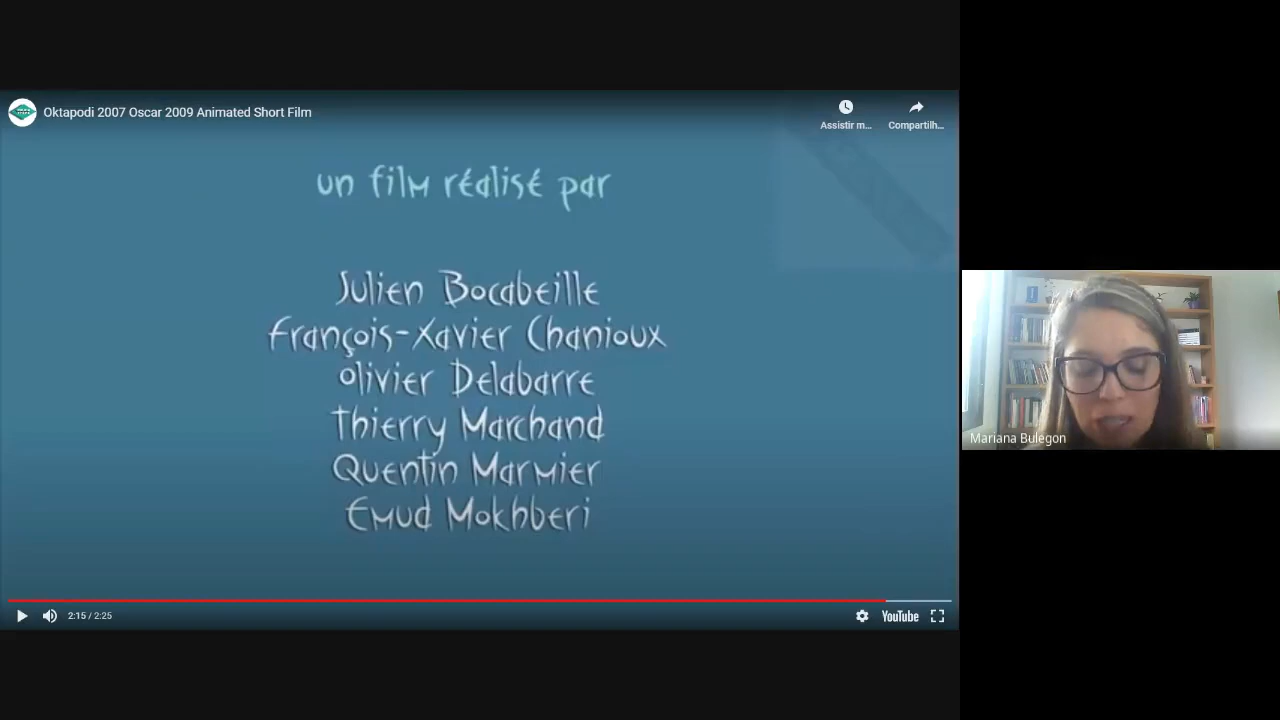 Oktapodi 2007 Oscar 2009 Animated Short Film
Assistir m...
Compartilh...
un film réalisé par
Julien Bocabeille
François-Xavier Chanioux
Olivier Delabarre
Thierry Marchand
Quentin Marmier
Emud Mokhberi
Mariana Bulegon
2:15 / 2:25
YouTube